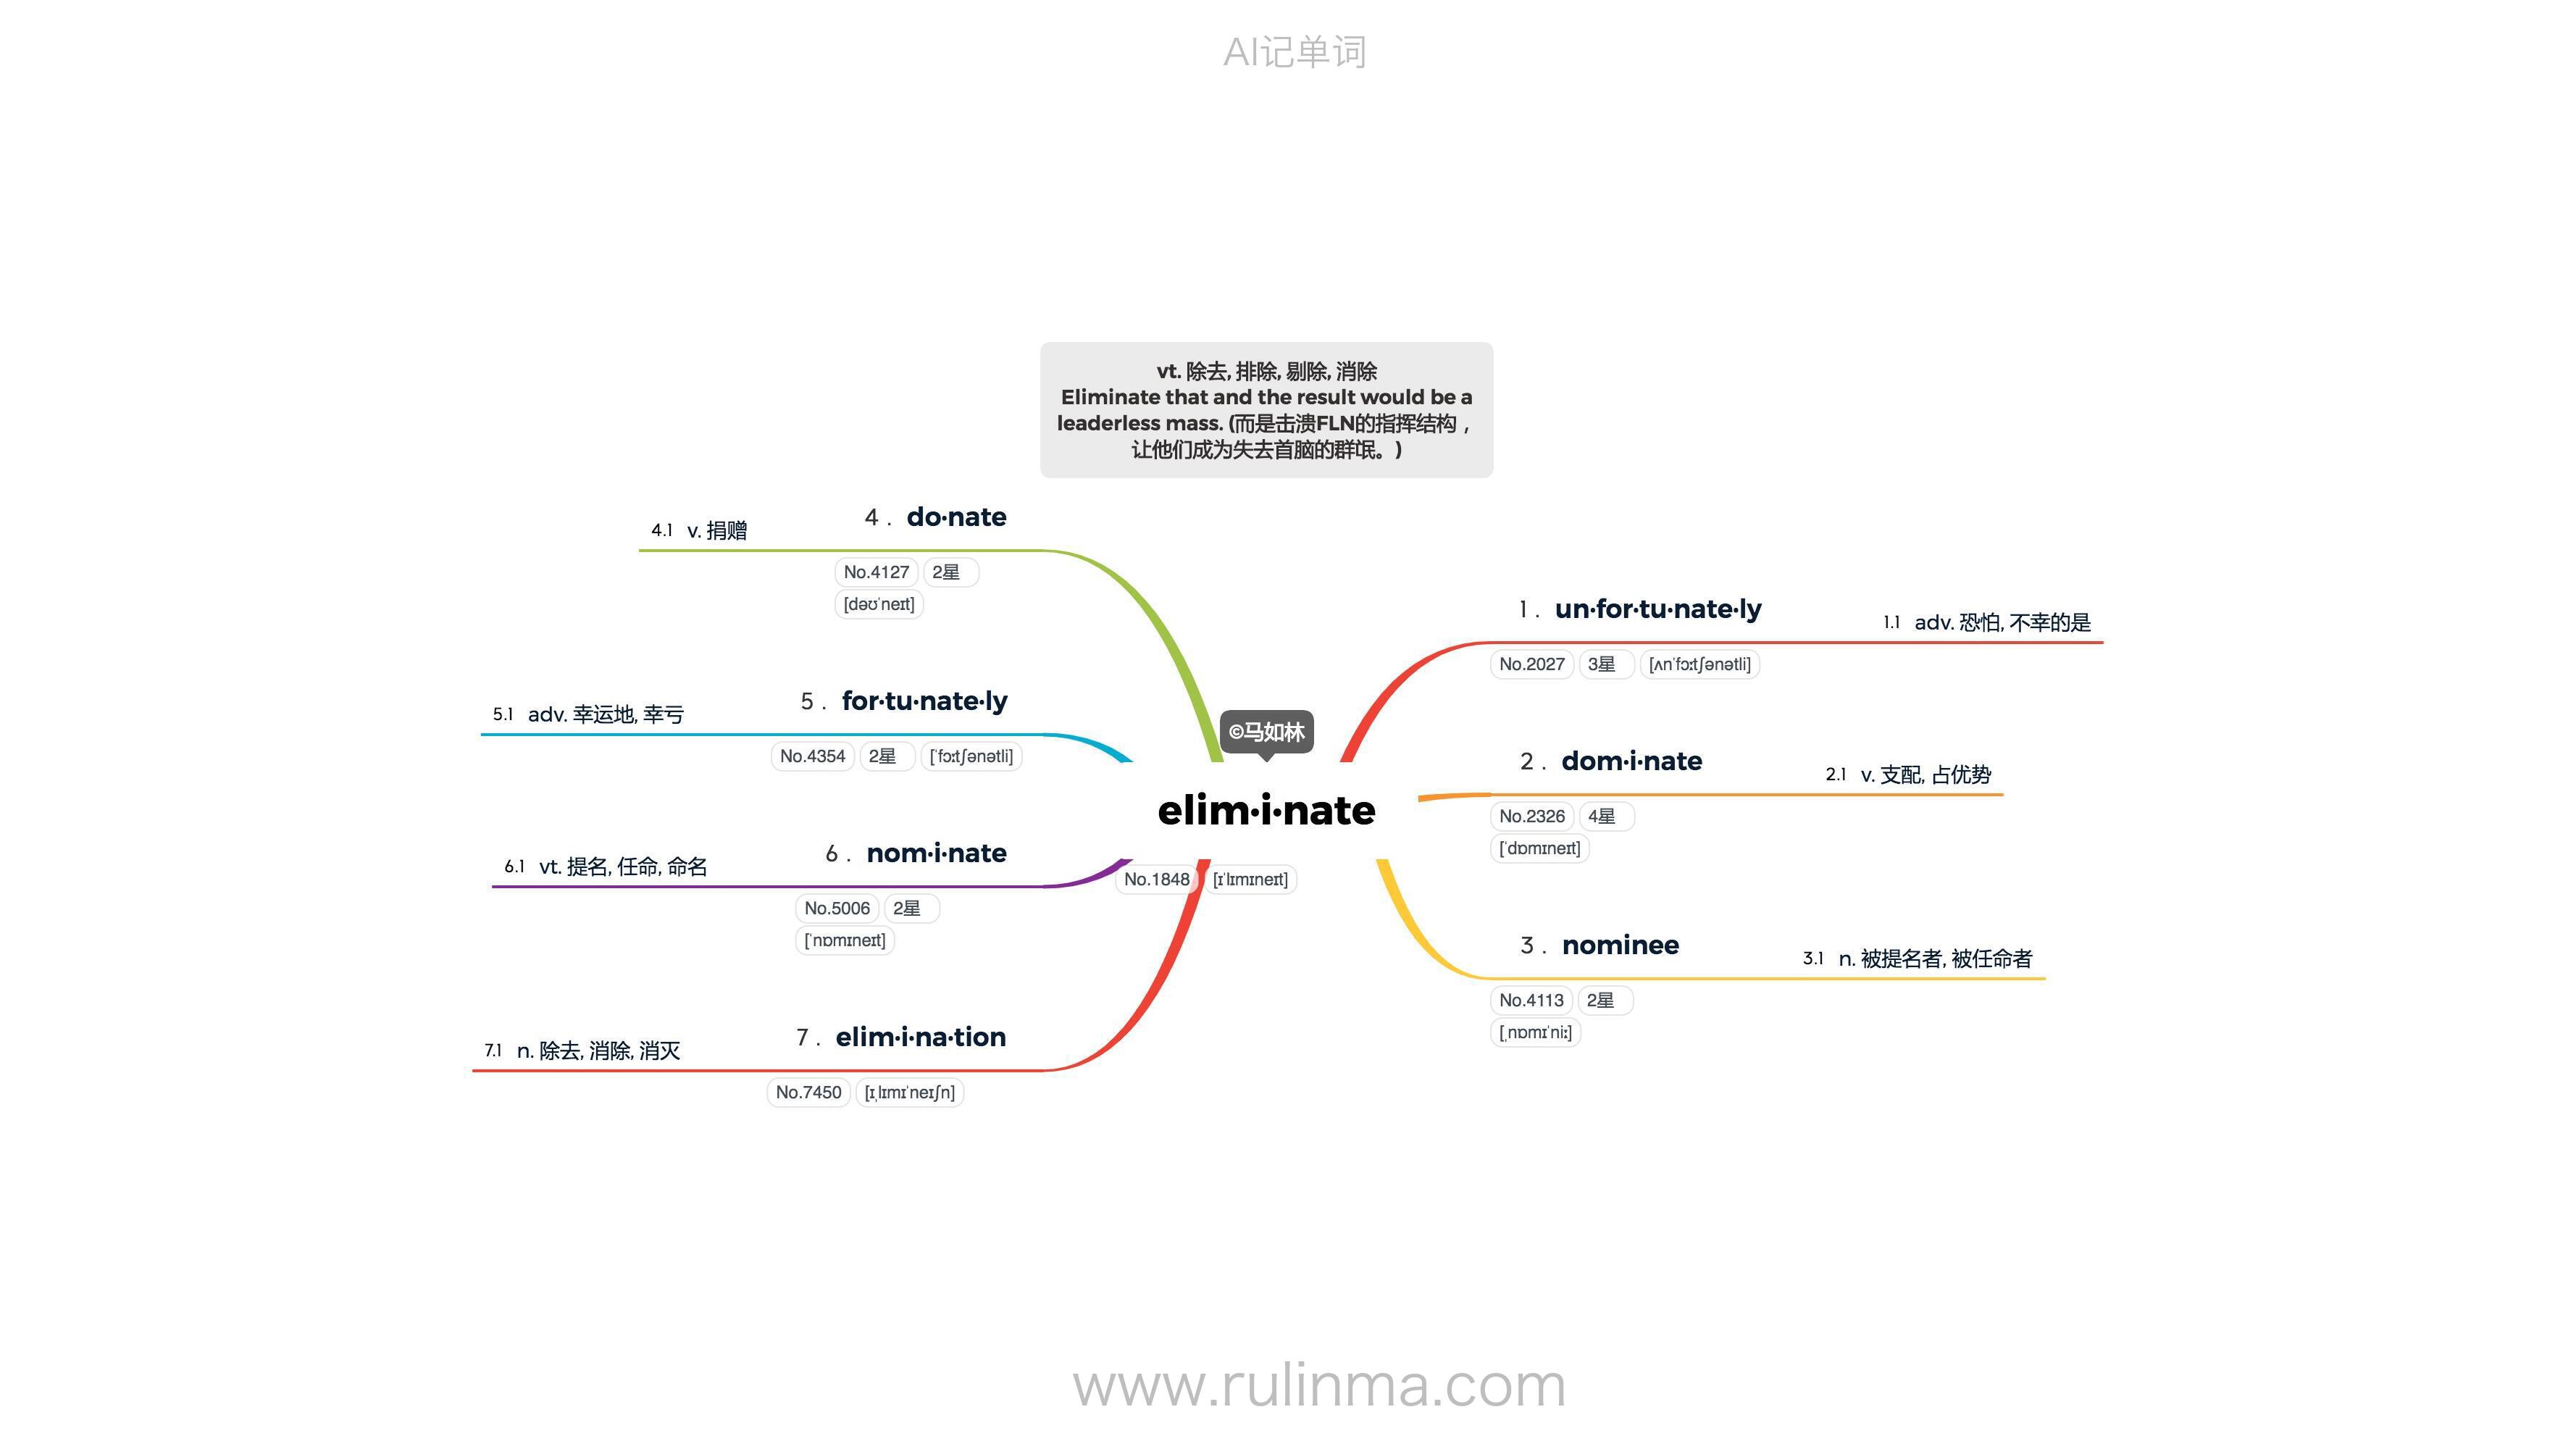 AI记单词
vt. 除去, 排除, 剔除, 消除
Eliminate that and the result would be a
leaderless mass. (而是击溃FLN的指挥结构，
让他们成为失去首脑的群氓。)
©马如林
elim·i·nate
No.1848 [ɪˈlɪmɪneɪt]
1 . un·for·tu·nate·ly
1.1 adv. 恐怕, 不幸的是
No.2027 3星 [ʌnˈfɔːtʃənətli]
2 . dom·i·nate
2.1 v. 支配, 占优势
No.2326 4星
[ˈdɒmɪneɪt]
3 . nominee
3.1 n. 被提名者, 被任命者
No.4113 2星
[ˌnɒmɪˈniː]
4 . do·nate
4.1 v. 捐赠
No.4127 2星
[dəʊˈneɪt]
5 . for·tu·nate·ly
5.1 adv. 幸运地, 幸亏
No.4354 2星 [ˈfɔːtʃənətli]
6 . nom·i·nate
6.1 vt. 提名, 任命, 命名
No.5006 2星
[ˈnɒmɪneɪt]
7 . elim·i·na·tion
7.1 n. 除去, 消除, 消灭
No.7450 [ɪˌlɪmɪˈneɪʃn]
www.rulinma.com